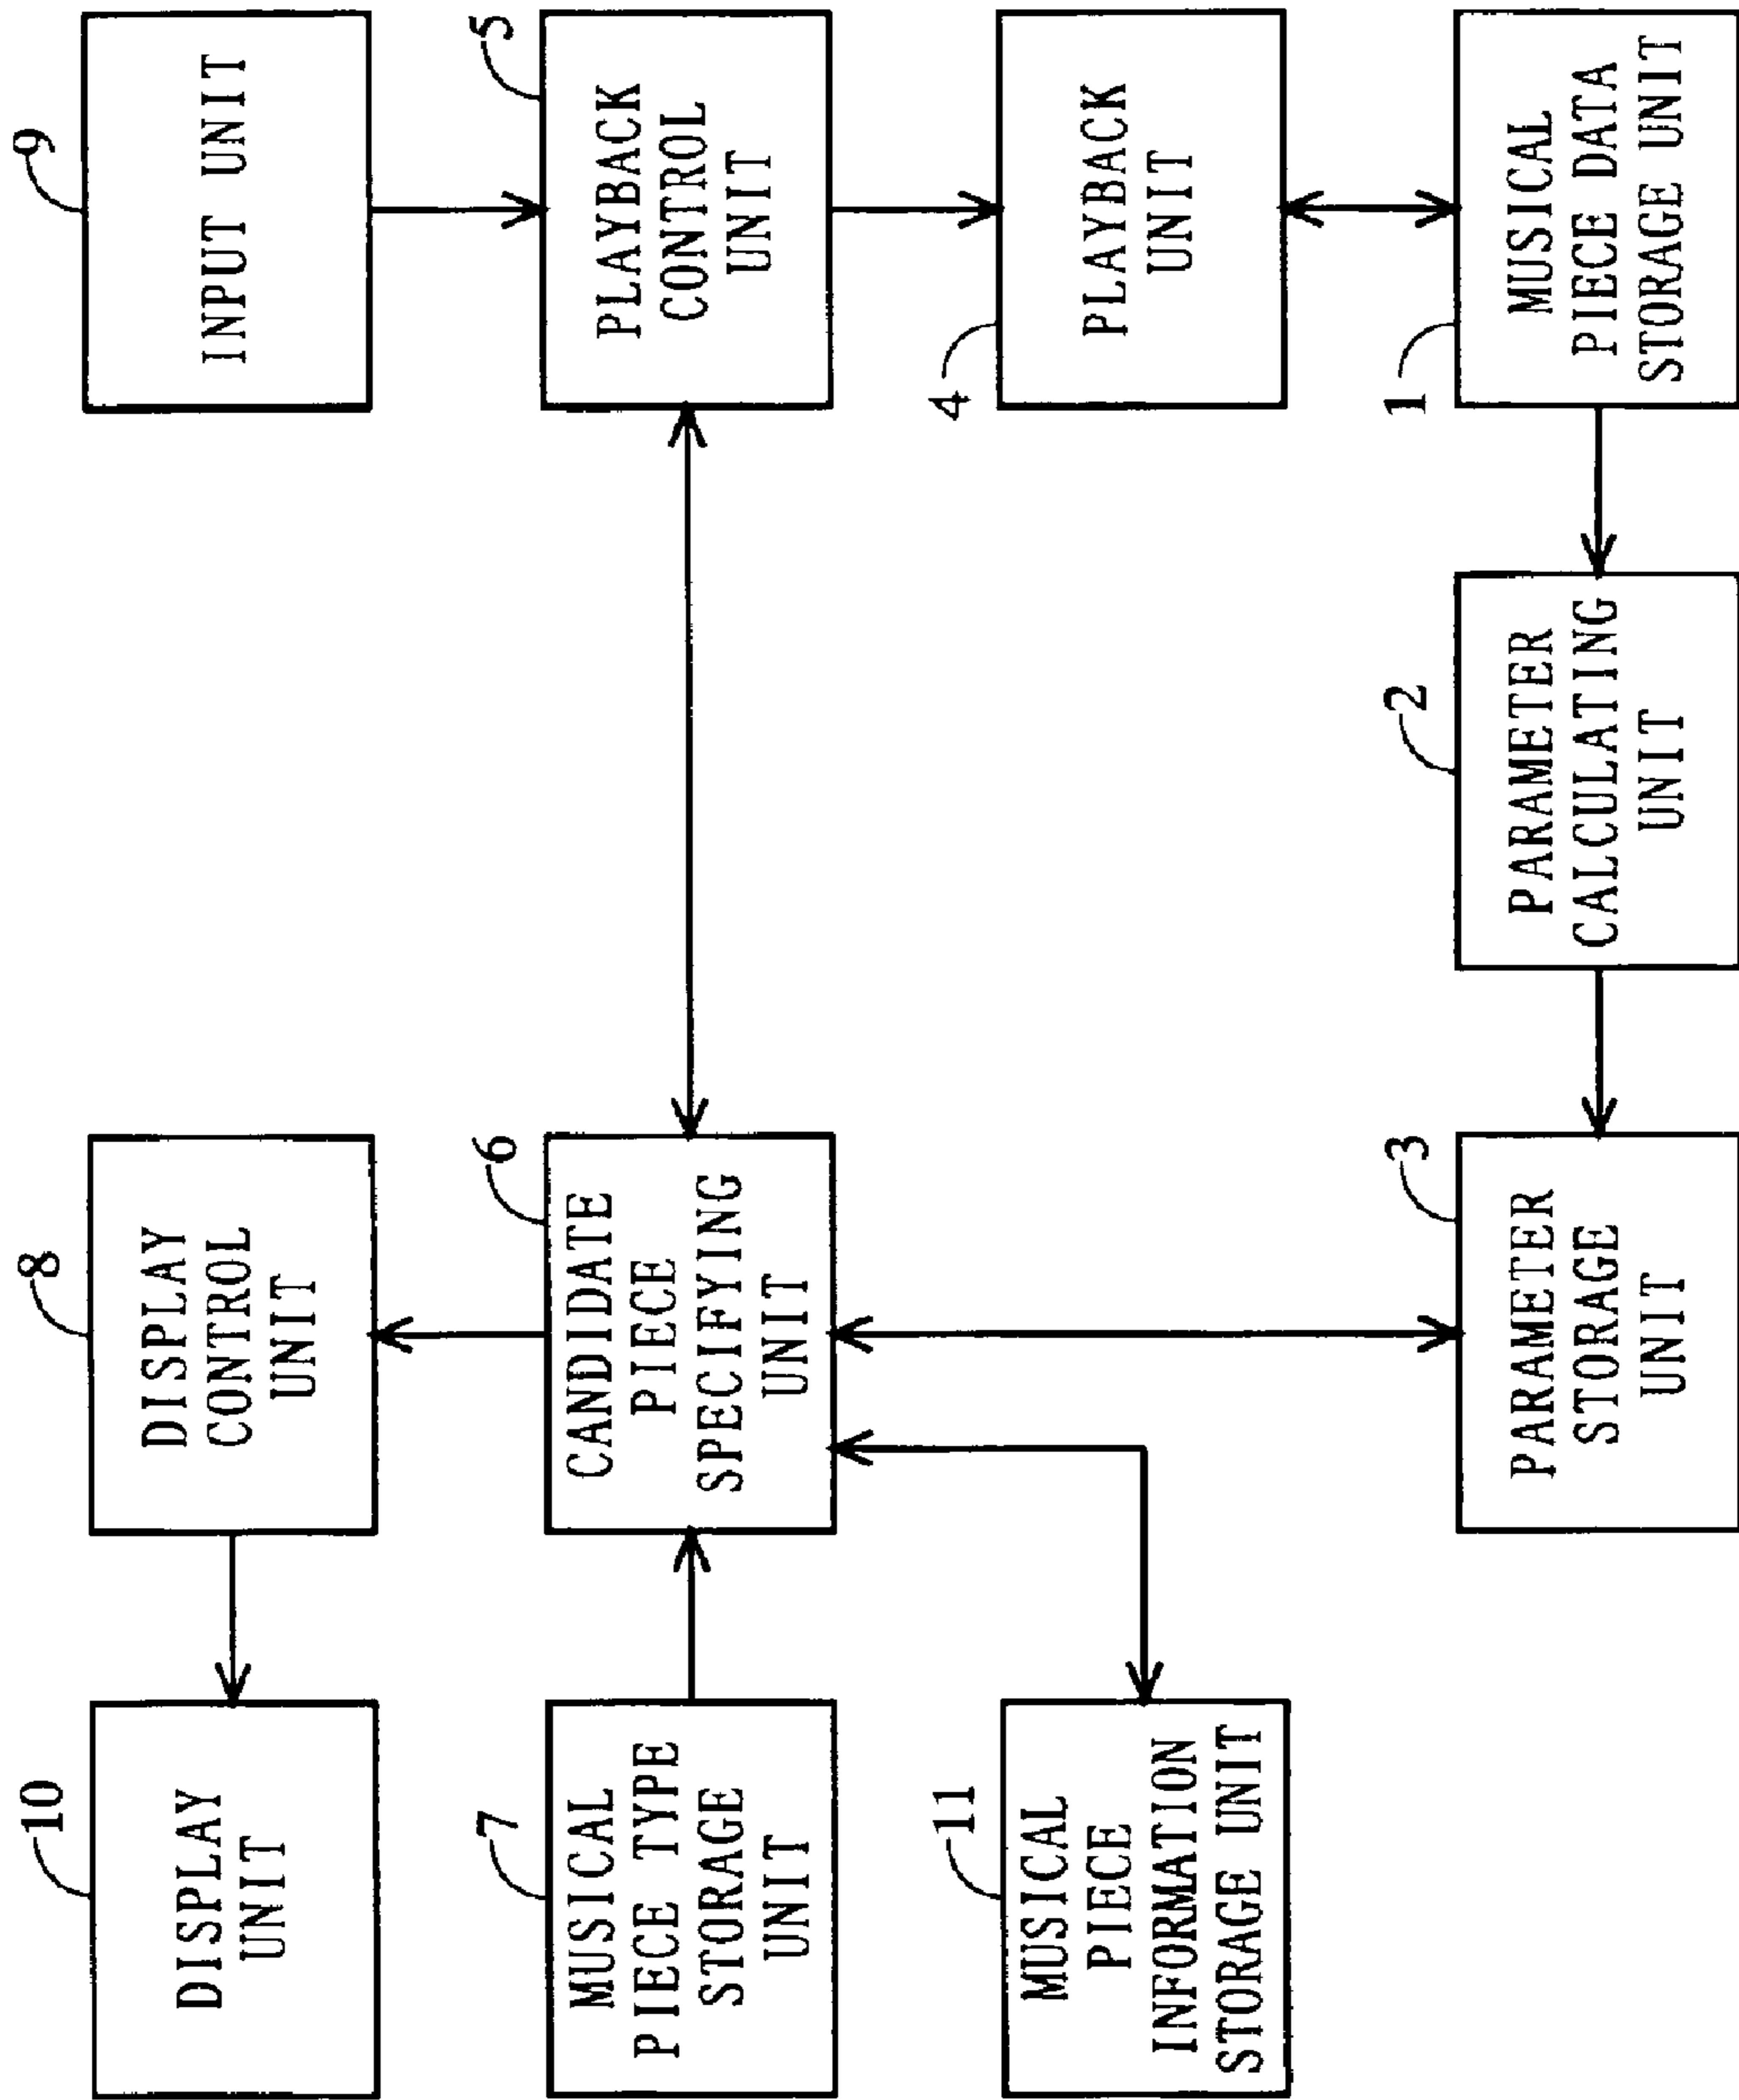 10
DISPLAY
UNIT
8
DISPLAY
CONTROL
UNIT
9
INPUT UNIT
7
MUSICAL
PIECE TYPE
STORAGE
UNIT
6
CANDIDATE
PIECE
SPECIFYING
UNIT
5
PLAYBACK
CONTROL
UNIT
11
MUSICAL
PIECE
INFORMATION
STORAGE UNIT
4
PLAYBACK
UNIT
3
PARAMETER
STORAGE
UNIT
2
PARAMETER
CALCULATING
UNIT
1
MUSICAL
PIECE DATA
STORAGE UNIT